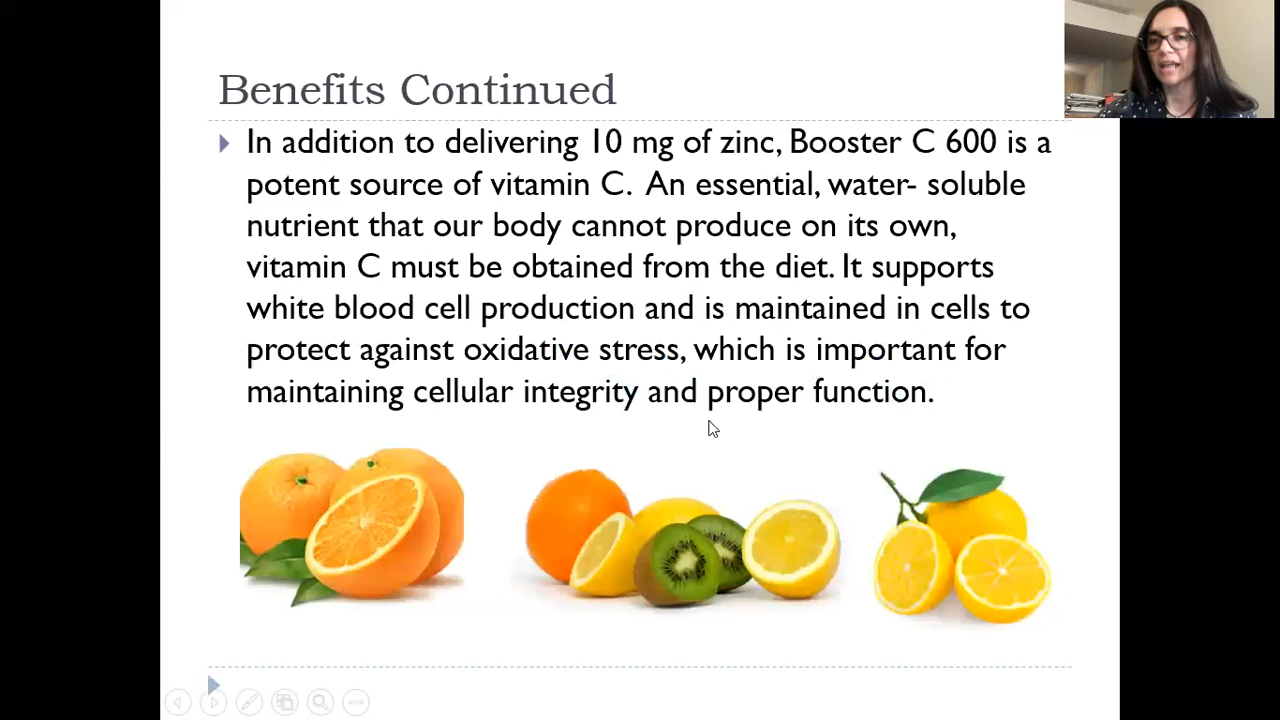 Benefits Continued
In addition to delivering 10 mg of zinc, Booster C 600 is a
potent source of vitamin C.  An essential, water- soluble
nutrient that our body cannot produce on its own,
vitamin C must be obtained from the diet. It supports
white blood cell production and is maintained in cells to
protect against oxidative stress, which is important for
maintaining cellular integrity and proper function.